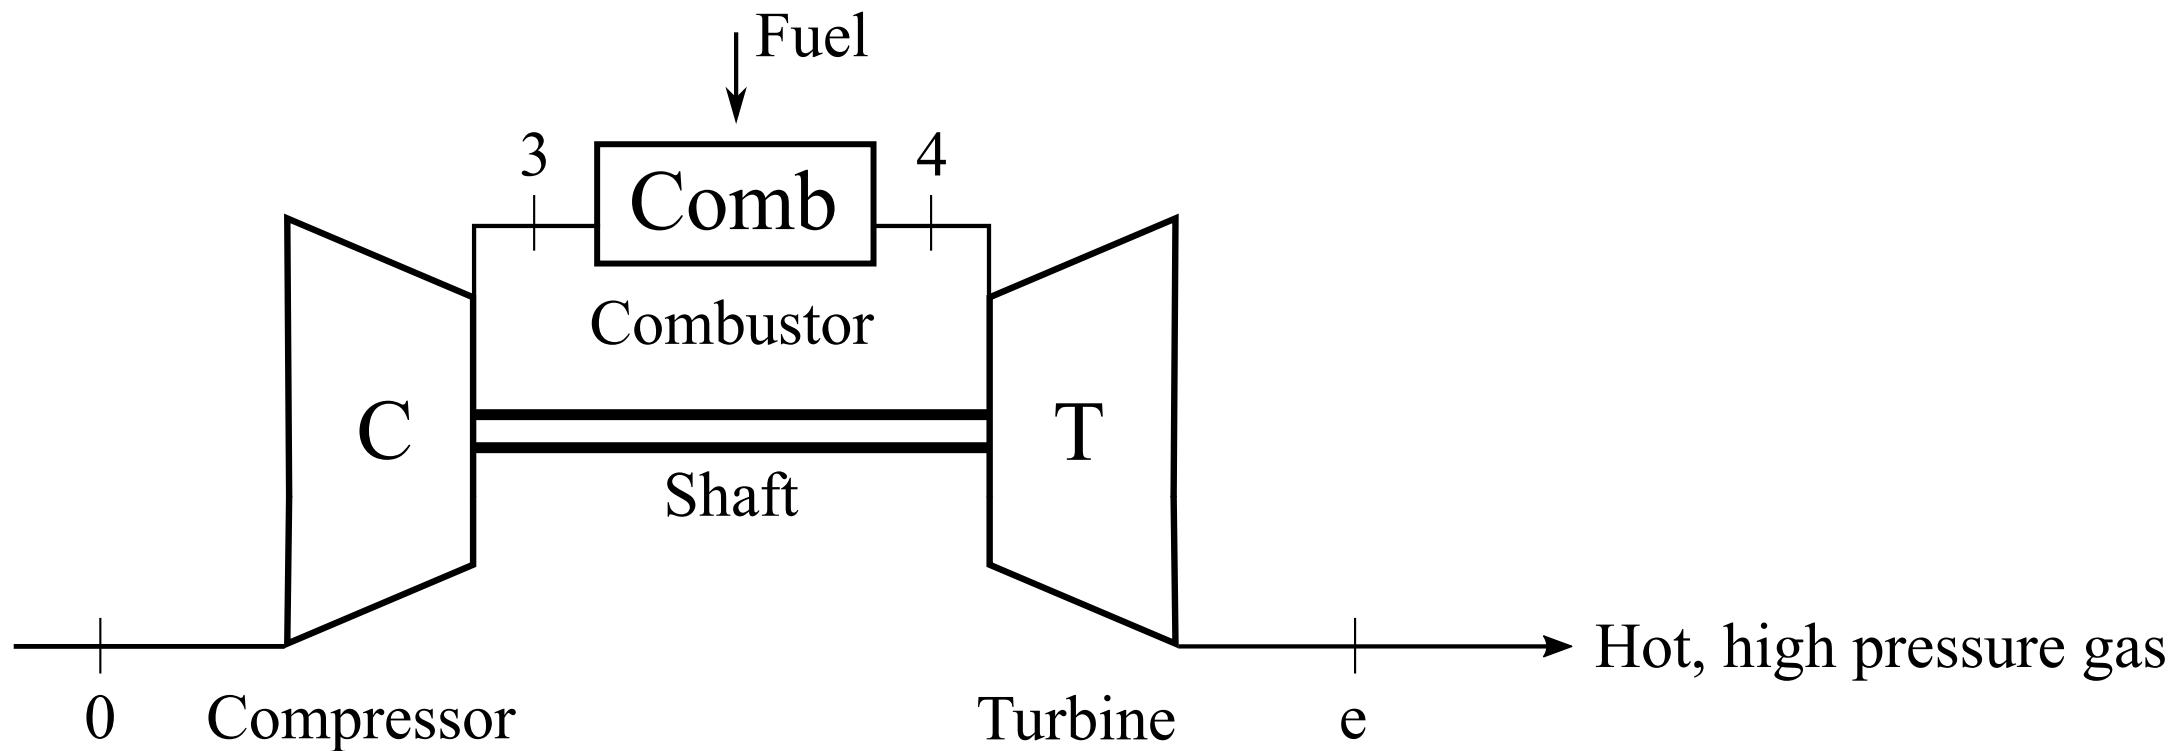 Fuel
3
4
Comb
Combustor
C
T
Shaft
Hot, high pressure gas
0
Compressor
Turbine
e